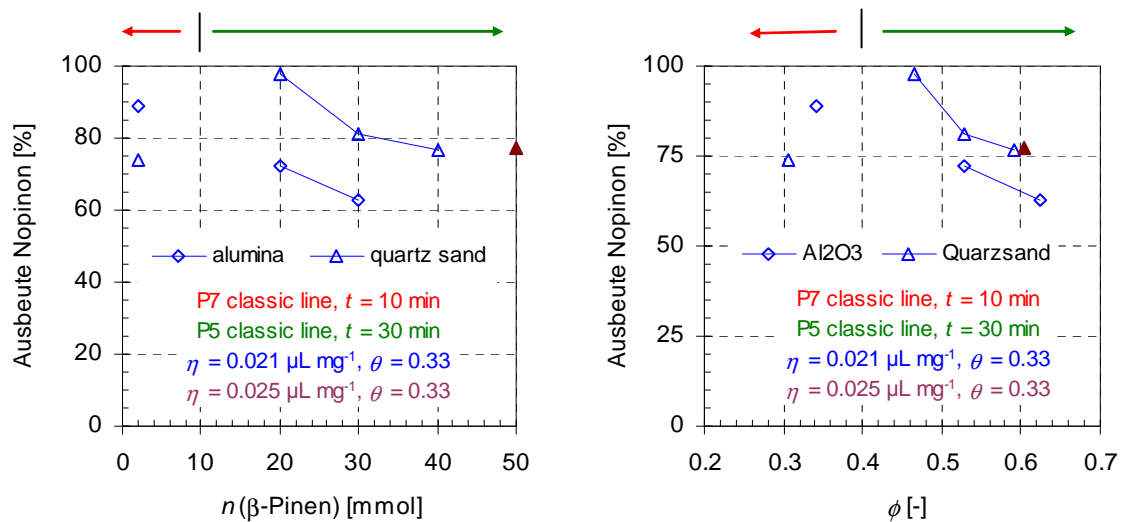 Ausbeute Nopinon [%]
100
80
60
40
20
0
alumina
quartz sand
P7 classic line, t = 10 min
P5 classic line, t = 30 min
η = 0.021 µL mg-1, θ = 0.33
η = 0.025 µL mg-1, θ = 0.33
0 10 20 30 40 50
n (β-Pinen) [mmol]
Ausbeute Nopinon [%]
100
75
50
25
0
Al2O3
Quarzsand
P7 classic line, t = 10 min
P5 classic line, t = 30 min
η = 0.021 µL mg-1, θ = 0.33
η = 0.025 µL mg-1, θ = 0.33
0.2 0.3 0.4 0.5 0.6 0.7
ϕ [-]